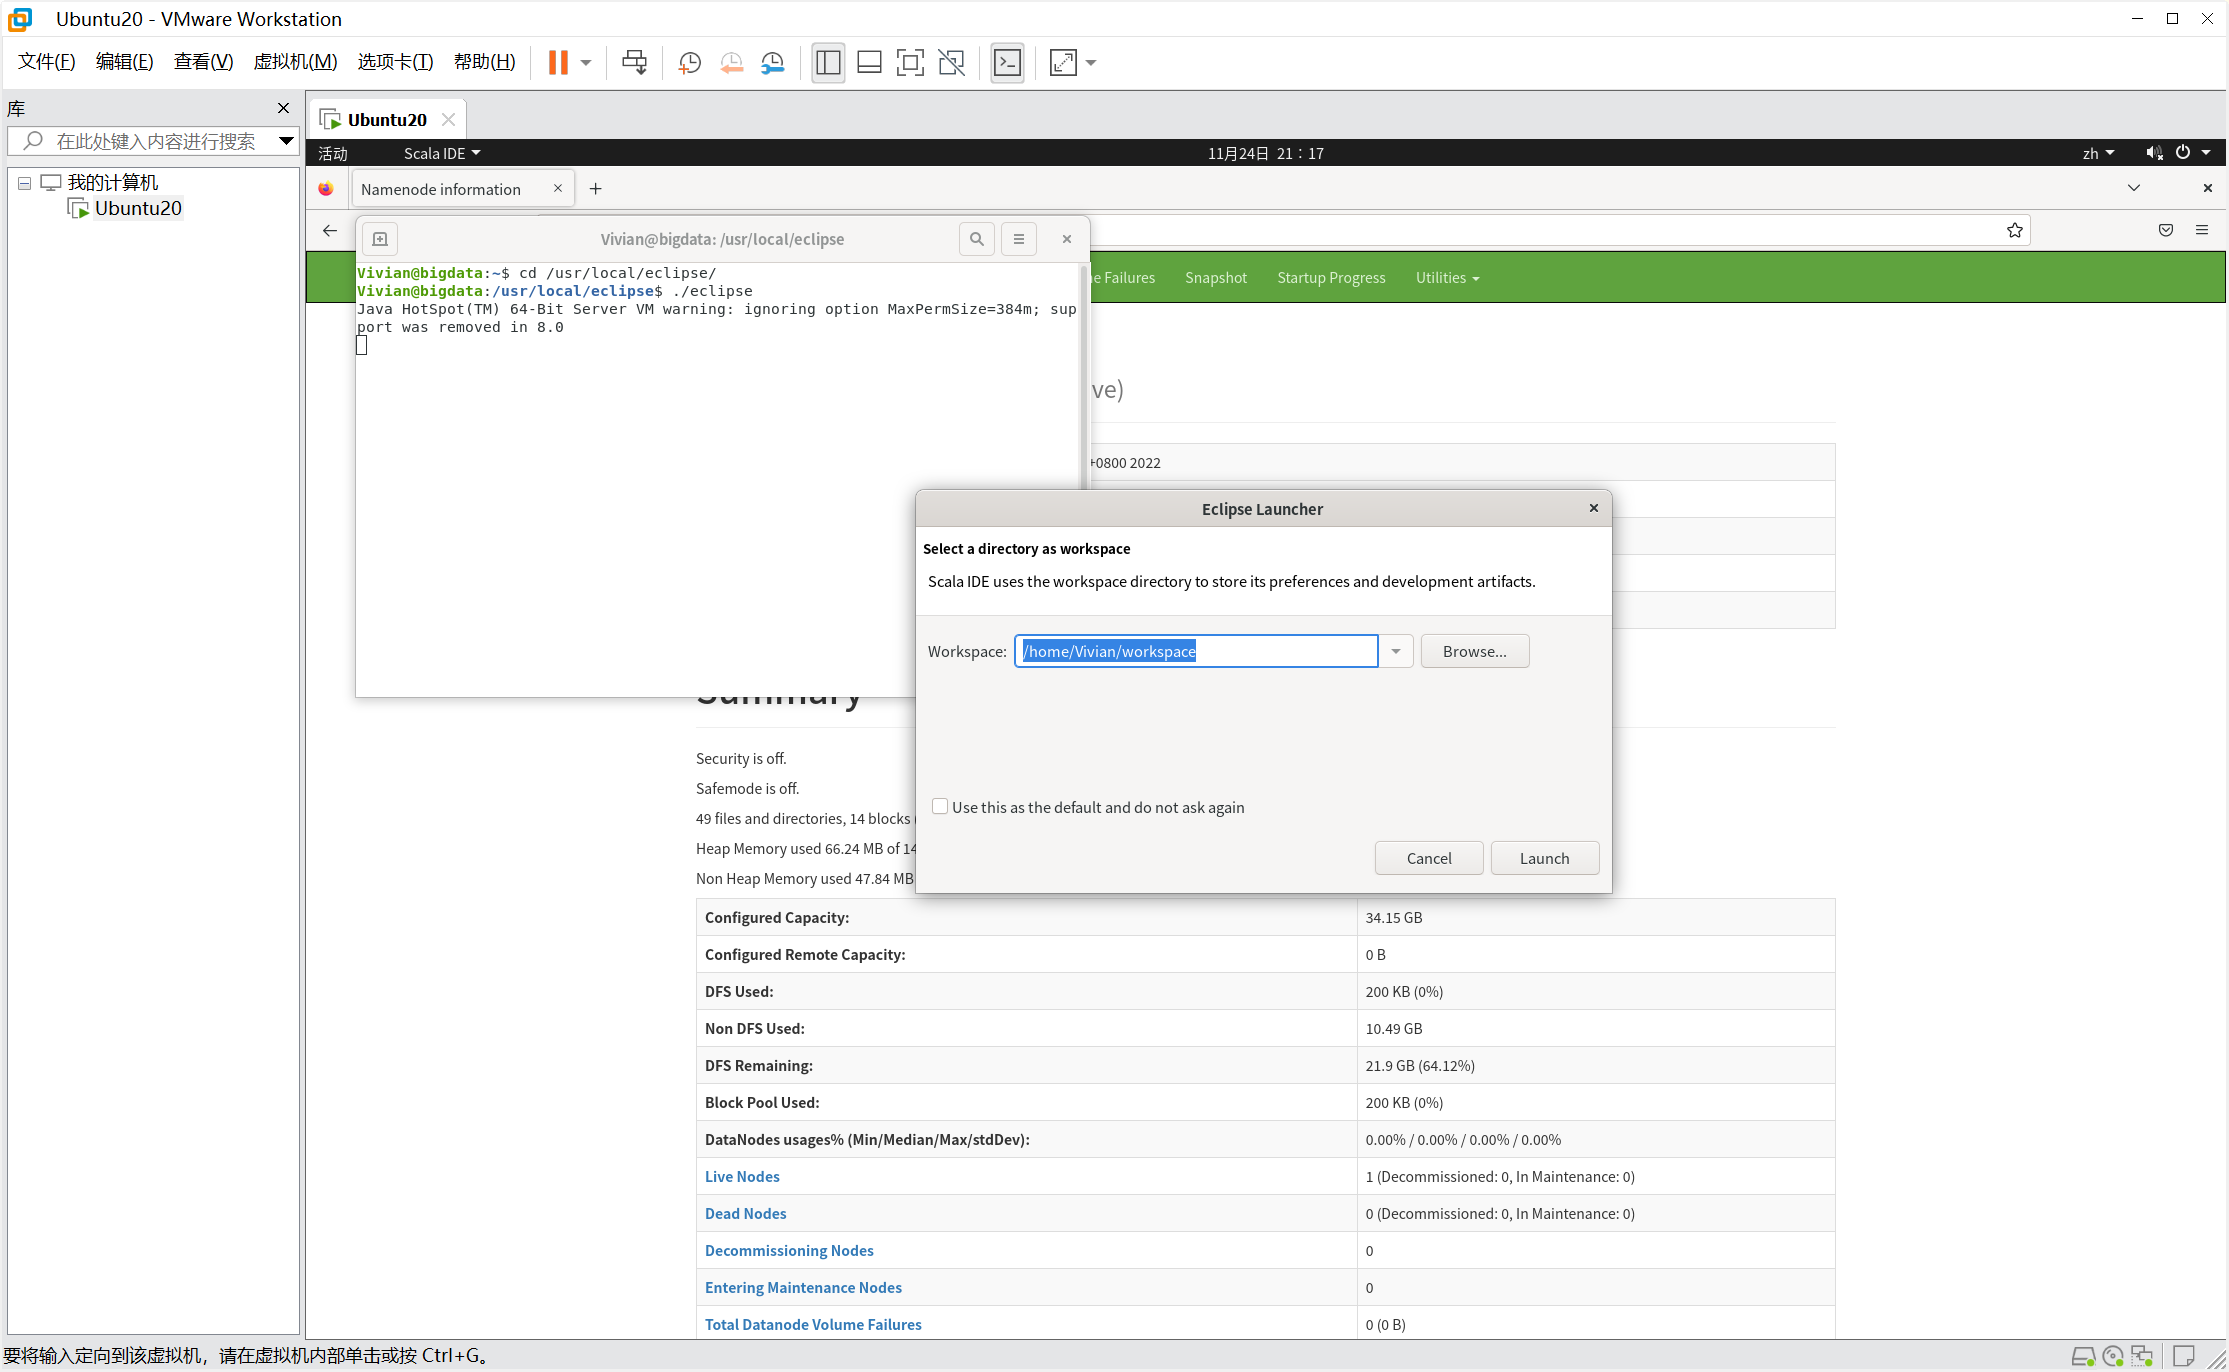 Ubuntu20 - VMware Workstation
文件(F) 编辑(E) 查看(V) 虚拟机(M) 选项卡(T) 帮助(H)
库
在此处键入内容进行搜索
我的计算机
Ubuntu20
Ubuntu20
活动 Scala IDE 11月24日 21：17 zh
Namenode information
Vivian@bigdata: /usr/local/eclipse
Vivian@bigdata:~$ cd /usr/local/eclipse/
Vivian@bigdata:/usr/local/eclipse$ ./eclipse
Java HotSpot(TM) 64-Bit Server VM warning: ignoring option MaxPermSize=384m; sup
port was removed in 8.0
e Failures Snapshot Startup Progress Utilities
ve)
+0800 2022
Eclipse Launcher
Select a directory as workspace
Scala IDE uses the workspace directory to store its preferences and development artifacts.
Workspace: /home/Vivian/workspace Browse...
Use this as the default and do not ask again
Cancel Launch
Summary
Security is off.
Safemode is off.
49 files and directories, 14 blocks (
Heap Memory used 66.24 MB of 14
Non Heap Memory used 47.84 MB
Configured Capacity: 34.15 GB
Configured Remote Capacity: 0 B
DFS Used: 200 KB (0%)
Non DFS Used: 10.49 GB
DFS Remaining: 21.9 GB (64.12%)
Block Pool Used: 200 KB (0%)
DataNodes usages% (Min/Median/Max/stdDev): 0.00% / 0.00% / 0.00% / 0.00%
Live Nodes 1 (Decommissioned: 0, In Maintenance: 0)
Dead Nodes 0 (Decommissioned: 0, In Maintenance: 0)
Decommissioning Nodes 0
Entering Maintenance Nodes 0
Total Datanode Volume Failures 0 (0 B)
要将输入定向到该虚拟机，请在虚拟机内部单击或按 Ctrl+G。